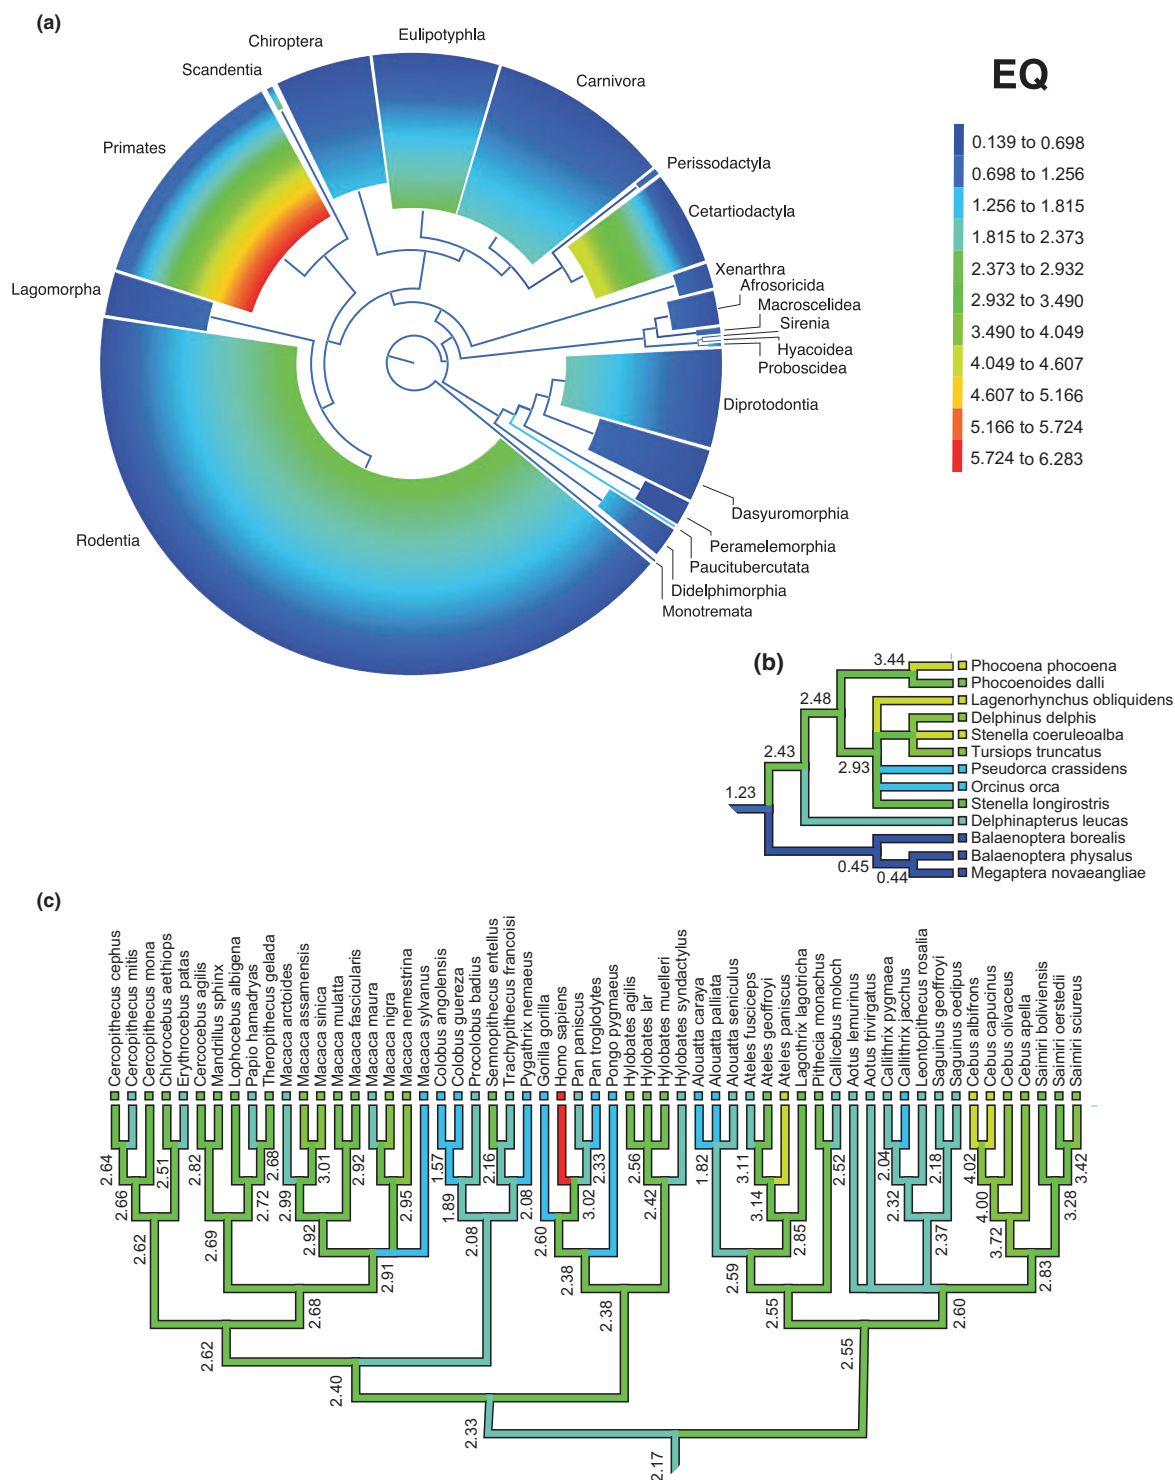 (a)
Eulipotyphla
Chiroptera
Scandentia
Carnivora
Primates
Perissodactyla
Cetartiodactyla
Lagomorpha
Xenarthra
Afrosoricida
Macroscelidea
Sirenia
Hyacoidea
Proboscidea
Diprotodontia
Dasyuromorphia
Peramelemorphia
Paucitubercutata
Didelphimorphia
Monotremata
Rodentia
EQ
0.139 to 0.698
0.698 to 1.256
1.256 to 1.815
1.815 to 2.373
2.373 to 2.932
2.932 to 3.490
3.490 to 4.049
4.049 to 4.607
4.607 to 5.166
5.166 to 5.724
5.724 to 6.283
(b)
3.44
2.48
2.43
2.93
1.23
0.45
0.44
Phocoena phocoena
Phocoenoides dalli
Lagenorhynchus obliquidens
Delphinus delphis
Stenella coeruleoalba
Tursiops truncatus
Pseudorca crassidens
Orcinus orca
Stenella longirostris
Delphinapterus leucas
Balaenoptera borealis
Balaenoptera physalus
Megaptera novaeangliae
(c)
Cercopithecus cephus
Cercopithecus mitis
Cercopithecus mona
Chlorocebus aethiops
Erythrocebus patas
Cercocebus agilis
Mandrillus sphinx
Lophocebus albigena
Papio hamadryas
Theropithecus gelada
Macaca arctoides
Macaca assamensis
Macaca sinica
Macaca mulatta
Macaca fascicularis
Macaca maura
Macaca nigra
Macaca nemestrina
Macaca sylvanus
Colobus angolensis
Colobus guereza
Procolobus badius
Semnopithecus entellus
Trachypithecus francoisi
Pygathrix nemaeus
Gorilla gorilla
Homo sapiens
Pan paniscus
Pan troglodytes
Pongo pygmaeus
Hylobates agilis
Hylobates lar
Hylobates muelleri
Hylobates syndactylus
Alouatta caraya
Alouatta palliata
Alouatta seniculus
Ateles fusciceps
Ateles geoffroyi
Ateles paniscus
Lagothrix lagotricha
Pithecia monachus
Callicebus moloch
Aotus lemurinus
Aotus trivirgatus
Callithrix pygmaea
Callithrix jacchus
Leontopithecus rosalia
Saguinus geoffroyi
Saguinus oedipus
Cebus albifrons
Cebus capucinus
Cebus olivaceus
Cebus apella
Saimiri boliviensis
Saimiri oerstedii
Saimiri sciureus
2.64
2.66
2.62
2.51
2.82
2.69
2.72
2.68
2.99
2.92
3.01
2.92
2.91
2.95
1.57
1.89
2.08
2.16
2.08
2.60
2.38
3.02
2.33
2.56
2.42
1.82
3.11
3.14
2.59
2.85
2.52
2.04
2.32
2.18
2.37
4.02
4.00
3.72
3.28
3.42
2.83
2.68
2.38
2.55
2.60
2.62
2.55
2.40
2.33
2.17